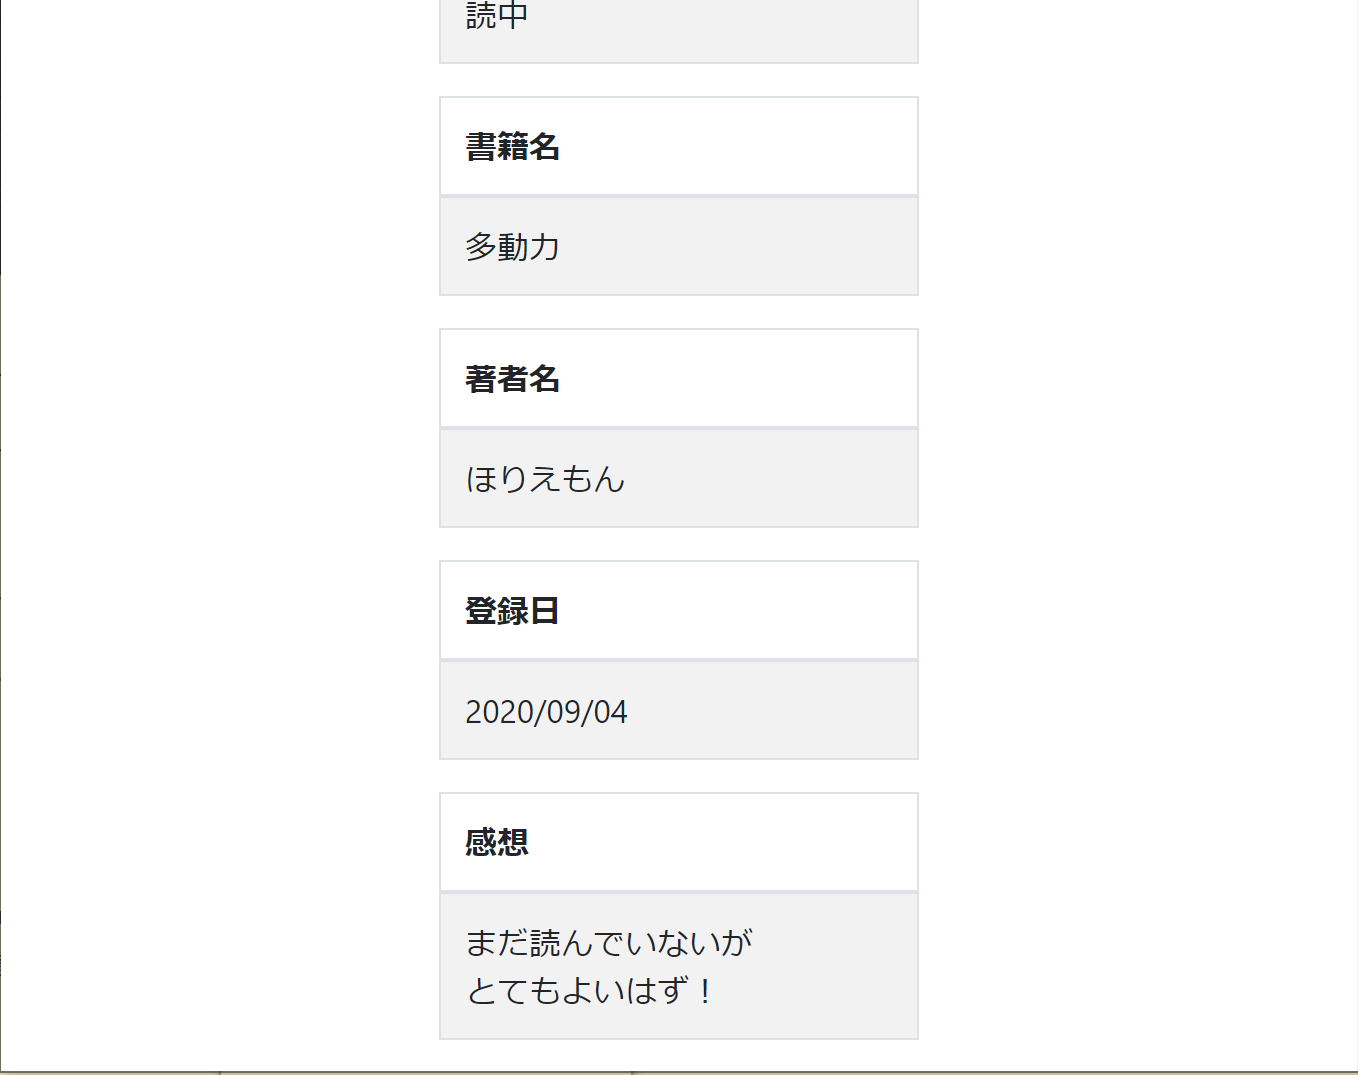 読中
書籍名
多動力
著者名
ほりえもん
登録日
2020/09/04
感想
まだ読んでいないが
とてもよいはず！